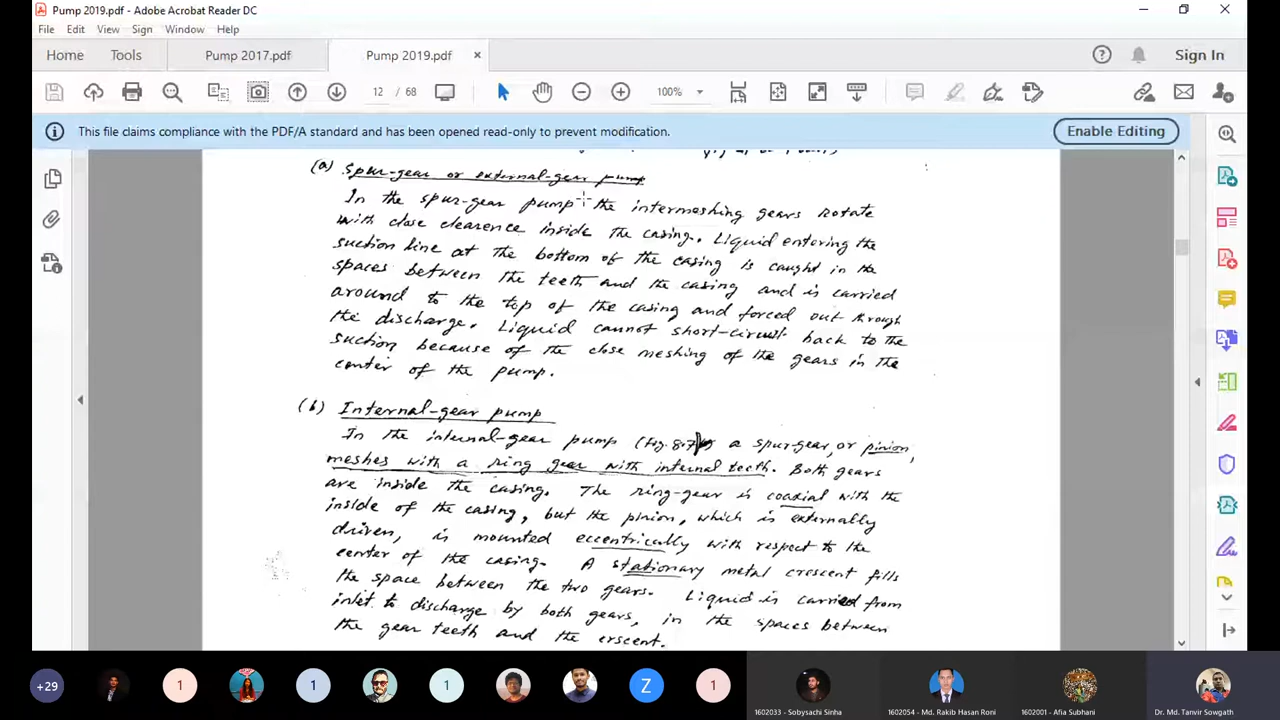 Pump 2019.pdf - Adobe Acrobat Reader DC
File Edit View Sign Window Help
Home Tools Pump 2017.pdf Pump 2019.pdf × Sign In
12 / 68 100%
This file claims compliance with the PDF/A standard and has been opened read-only to prevent modification. Enable Editing
(a) Spur-gear or external-gear pump
In the spur-gear pump the intermeshing gears rotate
with close clearence inside the casing. Liquid entering the
suction line at the bottom of the casing is caught in the
spaces between the teeth and the casing and is carried
around to the top of the casing and forced out through
the discharge. Liquid cannot short-circuit back to the
suction because of the close meshing of the gears in the
center of the pump.
(b) Internal-gear pump
In the internal-gear pump (Fig. 8.7) a spur-gear, or pinion,
meshes with a ring gear with internal teeth. Both gears
are inside the casing. The ring-gear is coaxial with the
inside of the casing, but the pinion, which is externally
driven, is mounted eccentrically with respect to the
center of the casing. A stationary metal crescent fills
the space between the two gears. Liquid is carried from
inlet to discharge by both gears, in the spaces between
the gear teeth and the crscent.
+29 1 1 1 Z 1
1602033 - Sobysachi Sinha 1602054 - Md. Rakib Hasan Roni 1602001 - Afia Subhani Dr. Md. Tanvir Sowgath